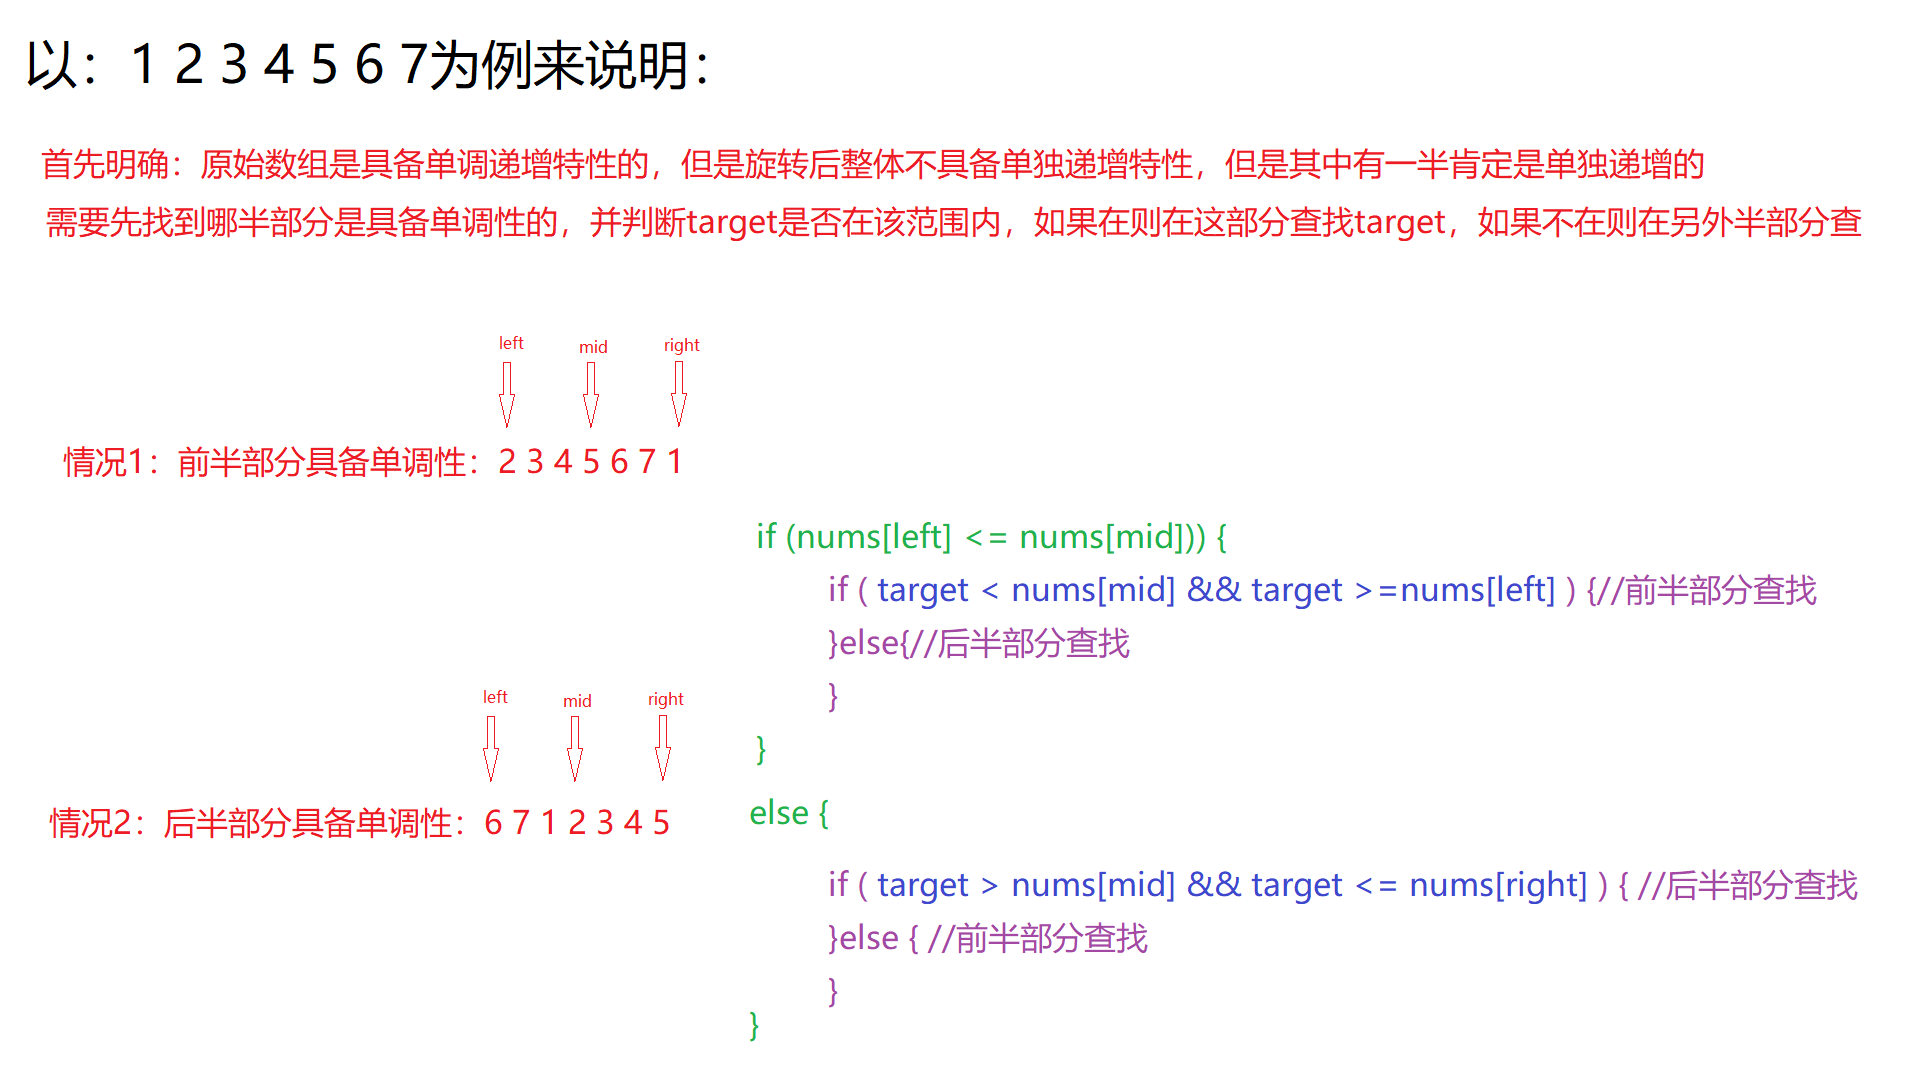 以：1 2 3 4 5 6 7为例来说明：
首先明确：原始数组是具备单调递增特性的，但是旋转后整体不具备单独递增特性，但是其中有一半肯定是单独递增的
需要先找到哪半部分是具备单调性的，并判断target是否在该范围内，如果在则在这部分查找target，如果不在则在另外半部分查
left mid right
情况1：前半部分具备单调性：2 3 4 5 6 7 1
if (nums[left] <= nums[mid])) {
if ( target < nums[mid] && target >=nums[left] ) {//前半部分查找
}else{//后半部分查找
}
}
left mid right
情况2：后半部分具备单调性：6 7 1 2 3 4 5
else {
if ( target > nums[mid] && target <= nums[right] ) { //后半部分查找
}else { //前半部分查找
}
}